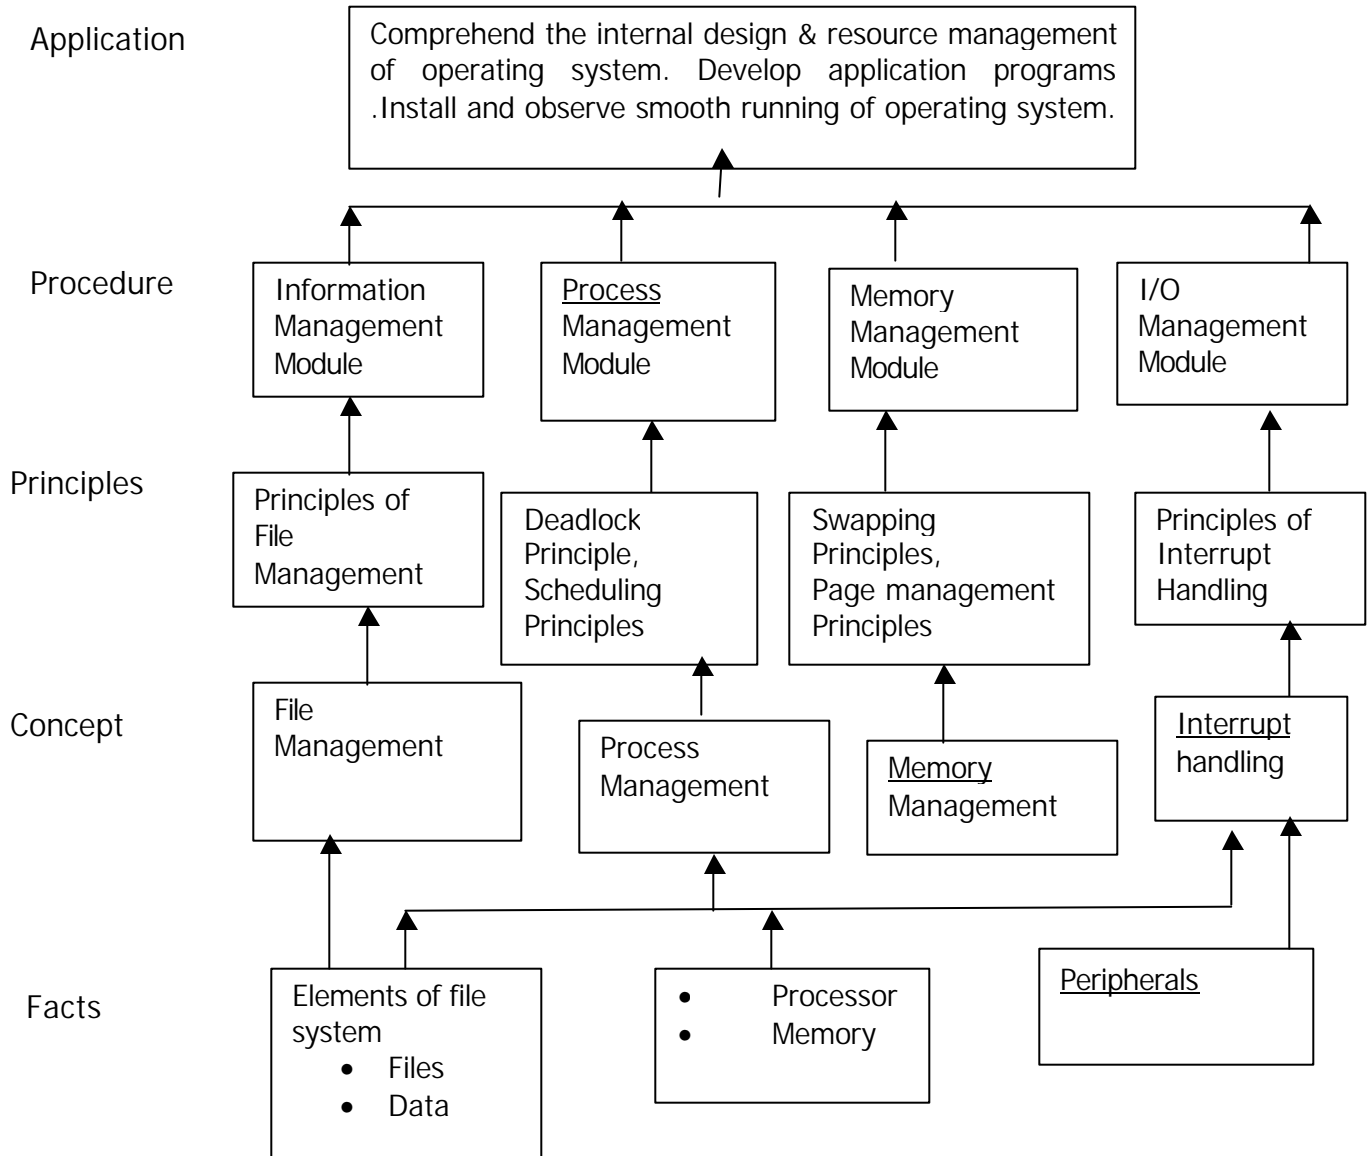 Application
Comprehend the internal design & resource management
of operating system. Develop application programs
.Install and observe smooth running of operating system.
Procedure
Information
Management
Module
Process
Management
Module
Memory
Management
Module
I/O
Management
Module
Principles
Principles of
File
Management
Deadlock
Principle,
Scheduling
Principles
Swapping
Principles,
Page management
Principles
Principles of
Interrupt
Handling
Concept
File
Management
Process
Management
Memory
Management
Interrupt
handling
Facts
Elements of file
system
• Files
• Data
• Processor
• Memory
Peripherals